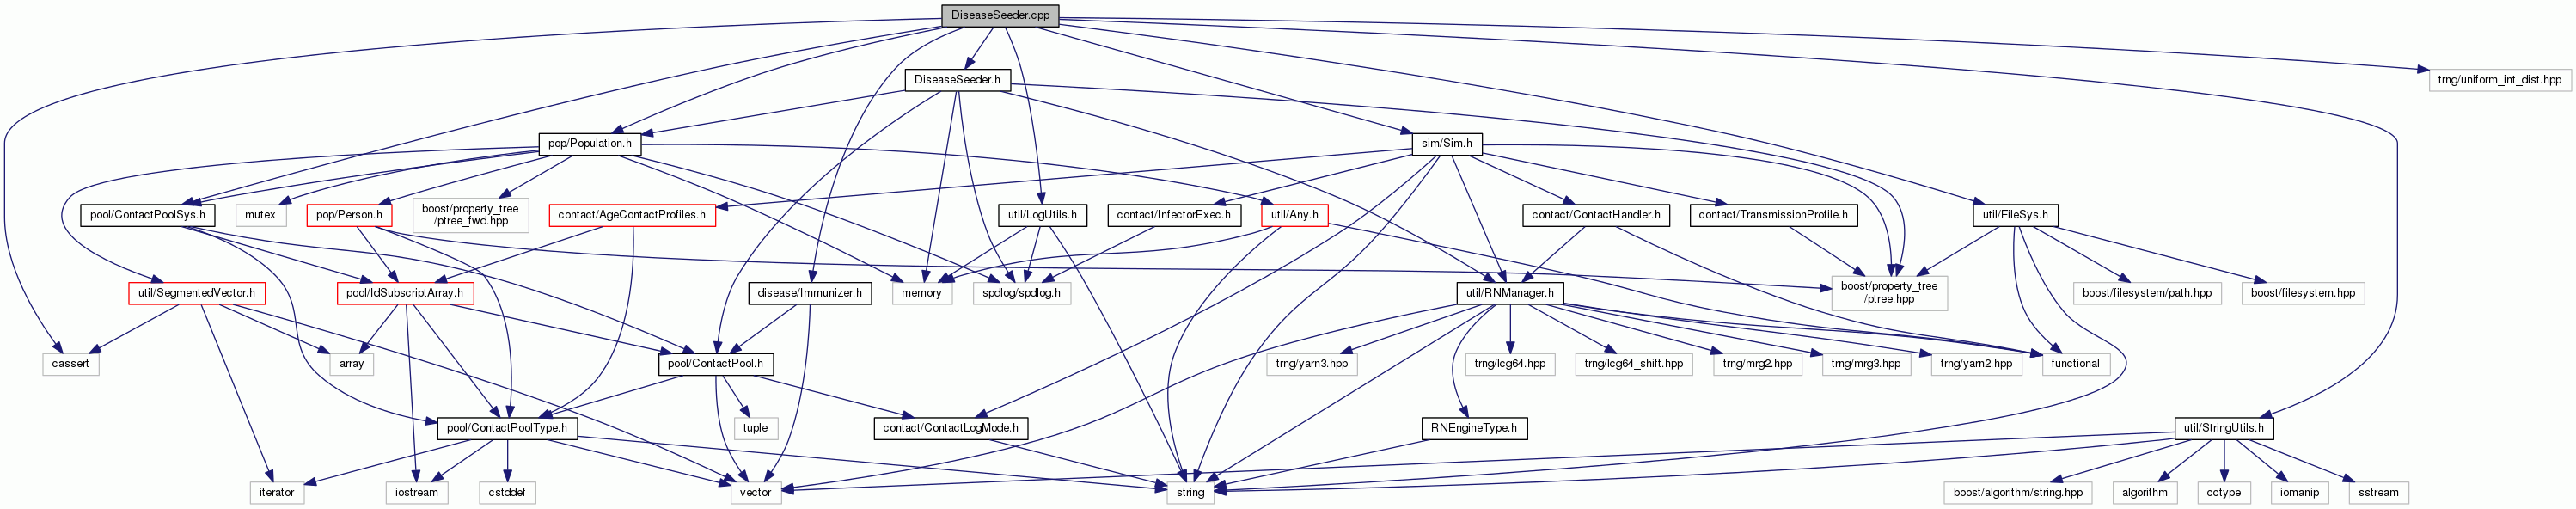 DiseaseSeeder.cpp
DiseaseSeeder.h
trng/uniform_int_dist.hpp
pop/Population.h
sim/Sim.h
pool/ContactPoolSys.h
mutex
pop/Person.h
boost/property_tree
/ptree_fwd.hpp
contact/AgeContactProfiles.h
util/LogUtils.h
contact/InfectorExec.h
util/Any.h
contact/ContactHandler.h
contact/TransmissionProfile.h
util/FileSys.h
util/SegmentedVector.h
pool/IdSubscriptArray.h
disease/Immunizer.h
memory
spdlog/spdlog.h
util/RNManager.h
boost/property_tree
/ptree.hpp
boost/filesystem/path.hpp
boost/filesystem.hpp
cassert
array
pool/ContactPool.h
trng/yarn3.hpp
trng/lcg64.hpp
trng/lcg64_shift.hpp
trng/mrg2.hpp
trng/mrg3.hpp
trng/yarn2.hpp
functional
pool/ContactPoolType.h
tuple
contact/ContactLogMode.h
RNEngineType.h
util/StringUtils.h
iterator
iostream
cstddef
vector
string
boost/algorithm/string.hpp
algorithm
cctype
iomanip
sstream